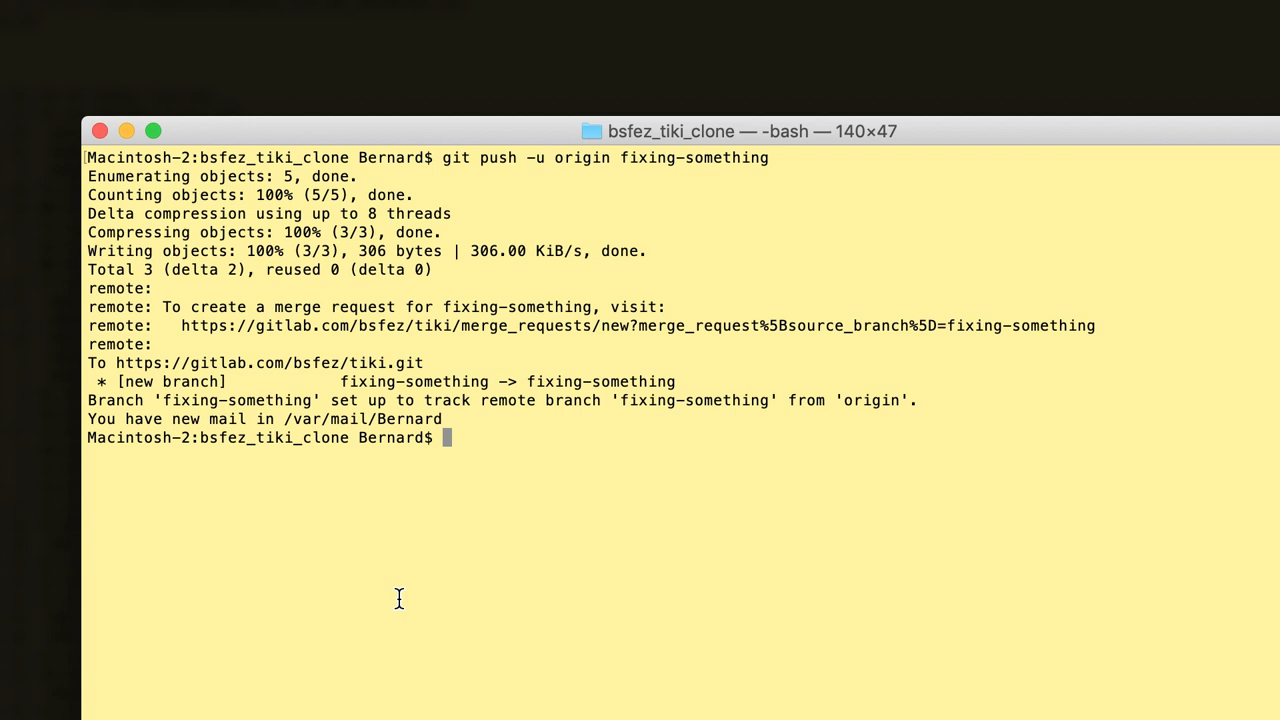 bsfez_tiki_clone — -bash — 140×47
[Macintosh-2:bsfez_tiki_clone Bernard$ git push -u origin fixing-something
Enumerating objects: 5, done.
Counting objects: 100% (5/5), done.
Delta compression using up to 8 threads
Compressing objects: 100% (3/3), done.
Writing objects: 100% (3/3), 306 bytes | 306.00 KiB/s, done.
Total 3 (delta 2), reused 0 (delta 0)
remote:
remote: To create a merge request for fixing-something, visit:
remote:   https://gitlab.com/bsfez/tiki/merge_requests/new?merge_request%5Bsource_branch%5D=fixing-something
remote:
To https://gitlab.com/bsfez/tiki.git
 * [new branch]            fixing-something -> fixing-something
Branch 'fixing-something' set up to track remote branch 'fixing-something' from 'origin'.
You have new mail in /var/mail/Bernard
Macintosh-2:bsfez_tiki_clone Bernard$